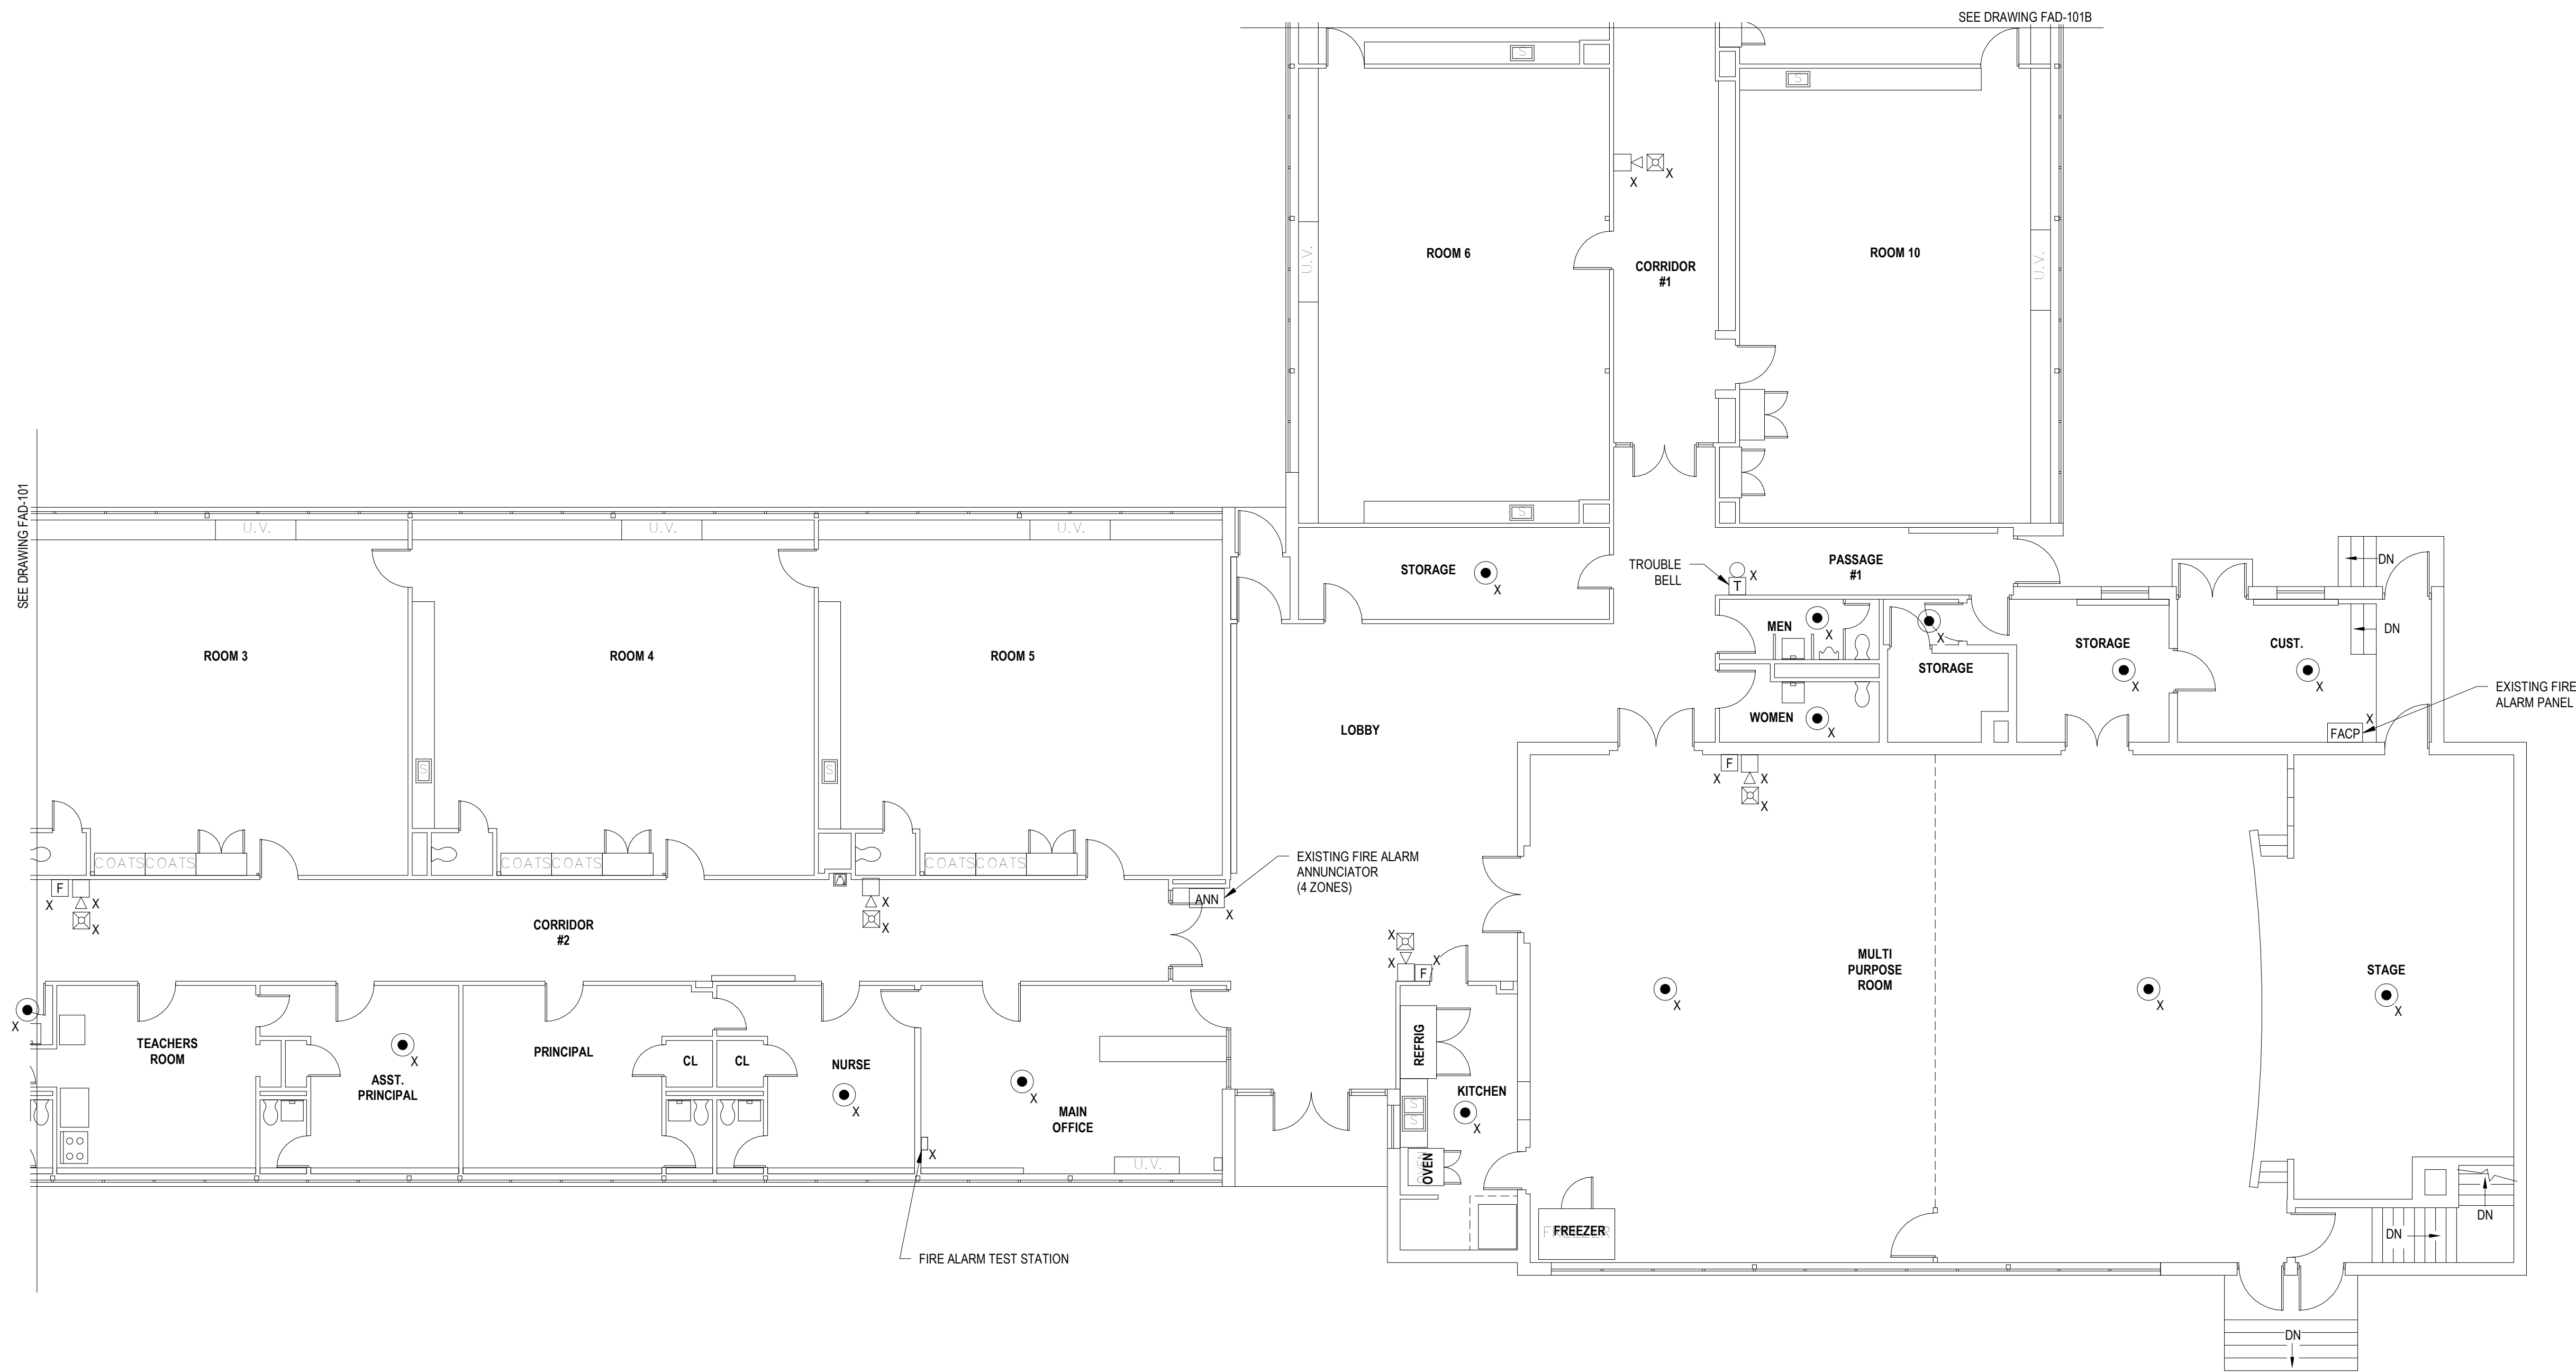 SEE DRAWING FAD-101B
S
S
X
X
U.V.
ROOM 6
CORRIDOR
#1
ROOM 10
U.V.
S
SEE DRAWING FAD-101
U.V.
U.V.
U.V.
STORAGE
X
TROUBLE
BELL
T
X
PASSAGE
#1
DN
DN
ROOM 3
ROOM 4
ROOM 5
MEN
X
X
STORAGE
STORAGE
X
CUST.
X
WOMEN
X
LOBBY
EXISTING FIRE
ALARM PANEL
FACP
X
S
S
F
X
X
X
COATS
COATS
COATS
COATS
COATS
COATS
EXISTING FIRE ALARM
ANNUNCIATOR
(4 ZONES)
F
X
X
X
X
X
ANN
X
CORRIDOR
#2
X
X
F
X
MULTI
PURPOSE
ROOM
STAGE
X
X
X
X
TEACHERS
ROOM
X
ASST.
PRINCIPAL
PRINCIPAL
CL
CL
NURSE
X
X
MAIN
OFFICE
REFRIG
KITCHEN
X
S
S
X
U.V.
OVEN
OVEN
FREEZER
FREEZER
DN
DN
FIRE ALARM TEST STATION
DN